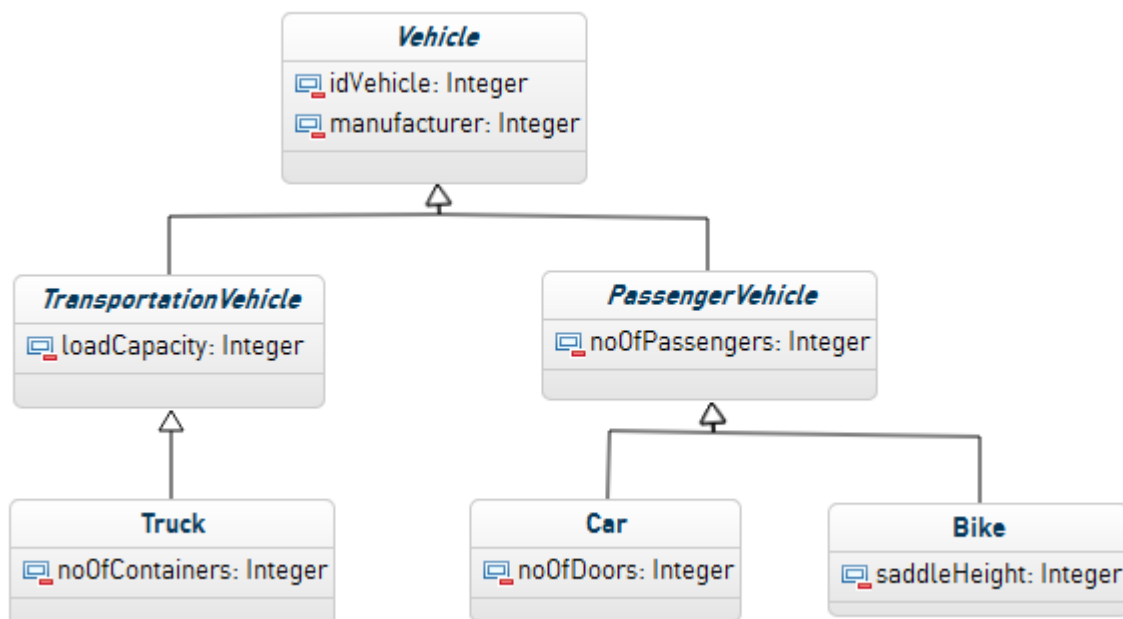 Vehicle
idVehicle: Integer
manufacturer: Integer
TransportationVehicle
loadCapacity: Integer
PassengerVehicle
noOfPassengers: Integer
Truck
noOfContainers: Integer
Car
noOfDoors: Integer
Bike
saddleHeight: Integer